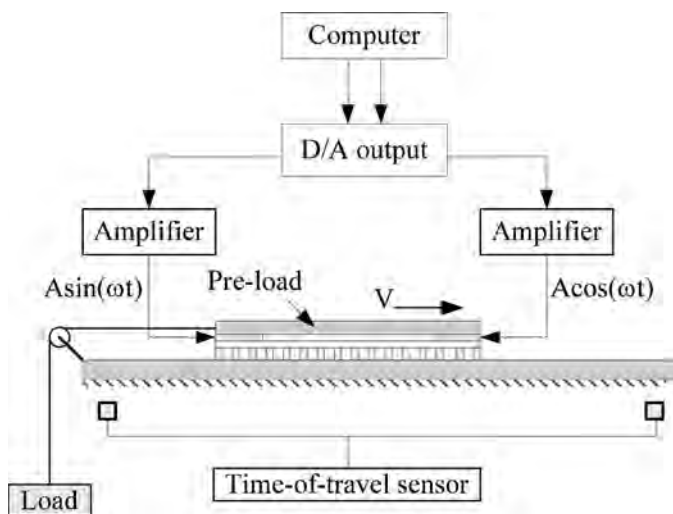 Computer
D/A output
Amplifier
Amplifier
Asin(ωt)
Pre-load
V
Acos(ωt)
Time-of-travel sensor
Load